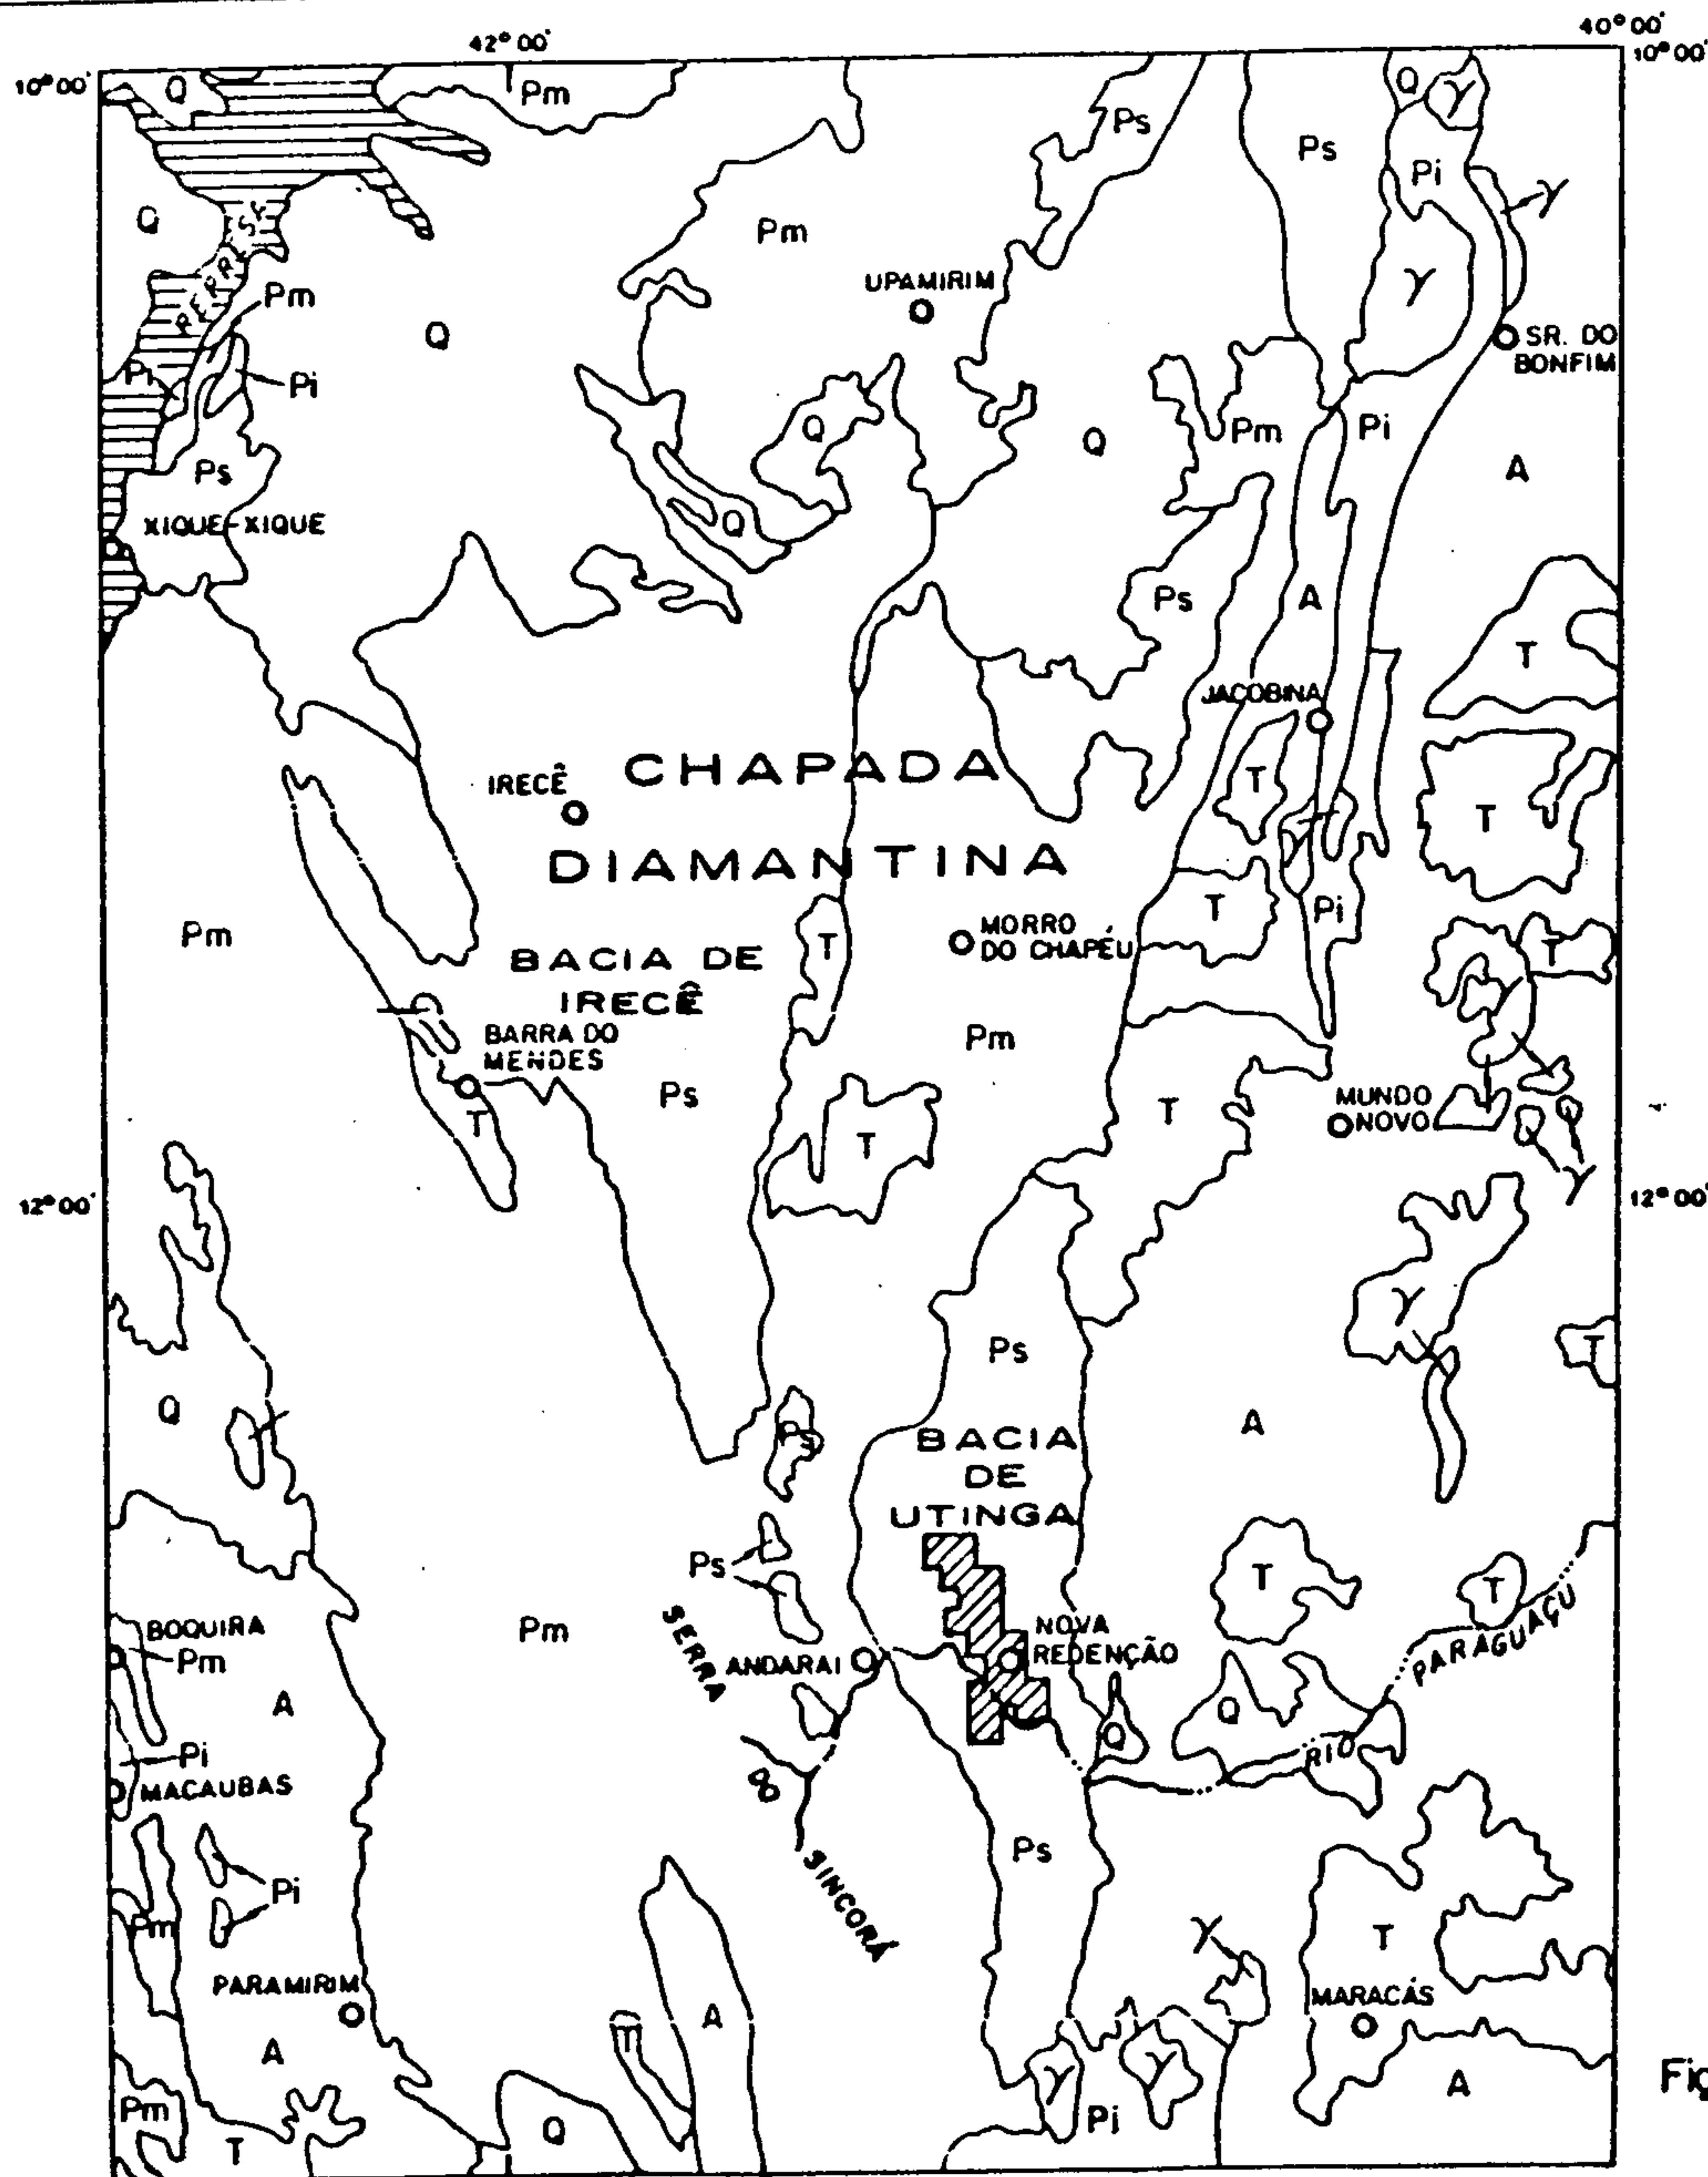 42° 00'
40° 00'
10° 00'
10° 00'
Q
Pm
Ps
Q
γ
Ps
Pi
γ
Q
Pm
γ
UPAMIRIM
Pm
Q
SR. DO
BONFIM
Pi
Pi
Q
Q
Pm
Pi
A
Ps
Q
XIQUE-XIQUE
Ps
A
T
JACOBINA
CHAPADA
IRECÊ
T
T
DIAMANTINA
T
Pi
Pm
MORRO
DO CHAPÉU
T
T
BACIA DE
IRECÊ
γ
BARRA DO
MENDES
Pm
Ps
T
MUNDO
NOVO
T
T
γ
12° 00'
12° 00'
γ
Ps
T
Q
A
Ps
BACIA
DE
UTINGA
Ps
T
T
BOQUIRA
Pm
Pm
SERRA
ANDARAI
NOVA
REDENÇÃO
PARAGUAÇU
A
Q
Q
RIO
Pi
MACAUBAS
DO
SINCORÁ
Ps
Pi
Pm
γ
T
PARAMIRIM
MARACÁS
A
T
A
γ
γ
A
Pm
Q
Pi
T
Fig